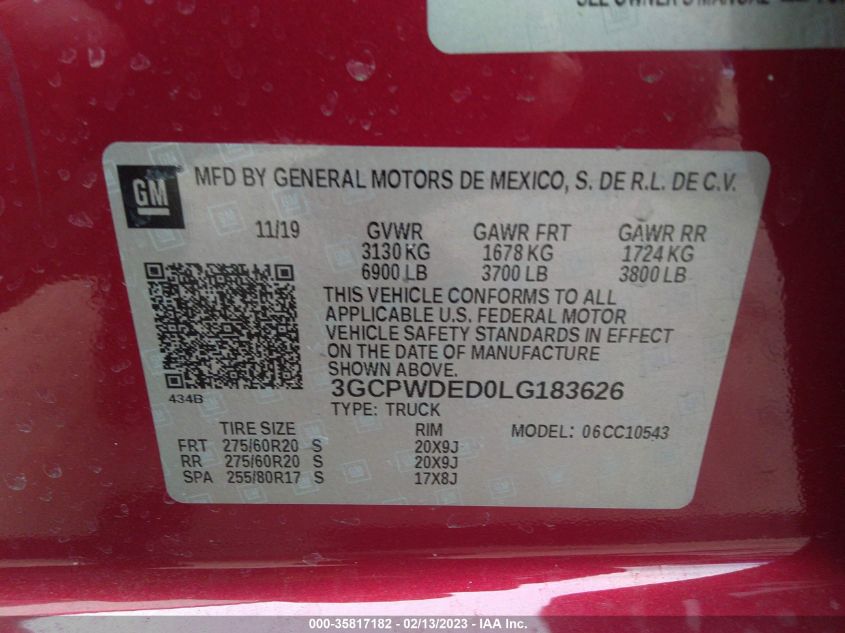 SEE OWNER'S MANUAL
GM
MFD BY GENERAL MOTORS DE MEXICO, S. DE R.L. DE C.V.
11/19 GVWR GAWR FRT GAWR RR
3130 KG 1678 KG 1724 KG
6900 LB 3700 LB 3800 LB
THIS VEHICLE CONFORMS TO ALL
APPLICABLE U.S. FEDERAL MOTOR
VEHICLE SAFETY STANDARDS IN EFFECT
ON THE DATE OF MANUFACTURE
SHOWN ABOVE.
434B
3GCPWDED0LG183626
TYPE: TRUCK
TIRE SIZE RIM MODEL: 06CC10543
FRT 275/60R20 S 20X9J
RR 275/60R20 S 20X9J
SPA 255/80R17 S 17X8J
000-35817182 - 02/13/2023 - IAA Inc.